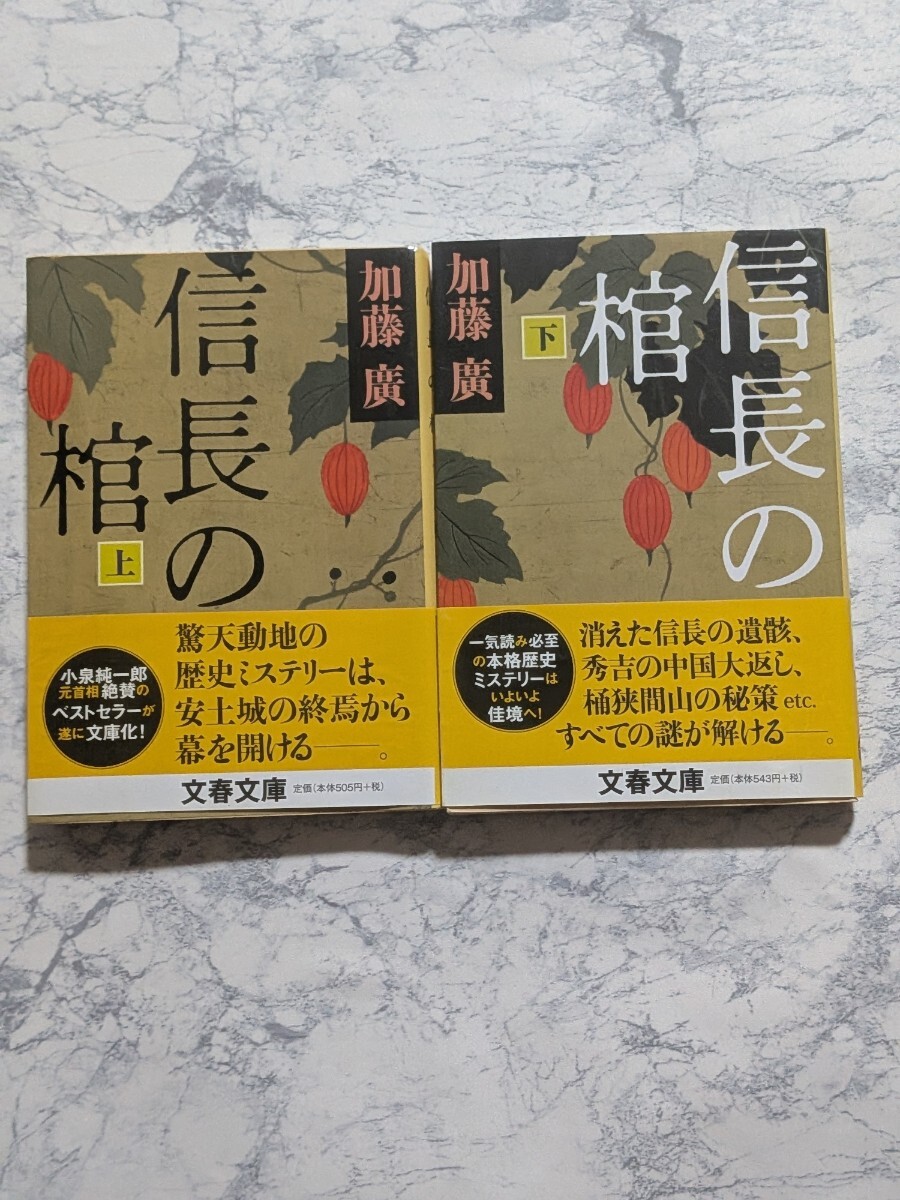 加藤 廣
信長の
棺
上
小泉純一郎
元首相絶賛の
ベストセラーが
遂に文庫化！
驚天動地の
歴史ミステリーは、
安土城の終焉から
幕を開ける――。
文春文庫 定価（本体505円＋税）
加藤 廣
信長の
棺
下
一気読み必至
の本格歴史
ミステリーは
いよいよ
佳境へ！
消えた信長の遺骸、
秀吉の中国大返し、
桶狭間山の秘策 etc.
すべての謎が解ける――。
文春文庫 定価（本体543円＋税）